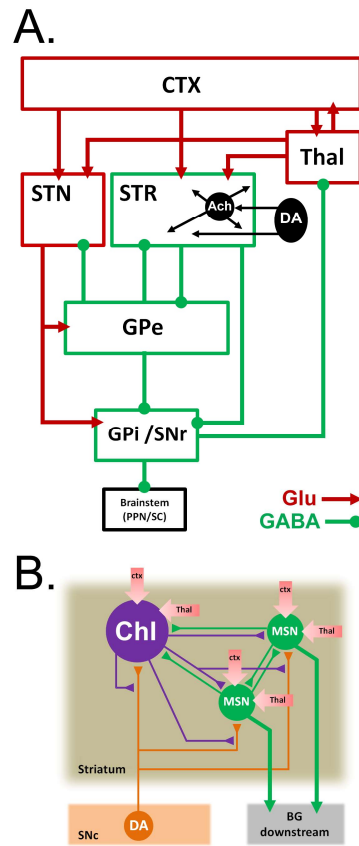 A.
CTX
Thal
STN
STR
Ach
DA
GPe
GPi /SNr
Brainstem
(PPN/SC)
Glu
GABA
B.
ctx
ctx
Thal
ChI
MSN
Thal
ctx
MSN
Thal
Striatum
DA
SNc
BG
downstream